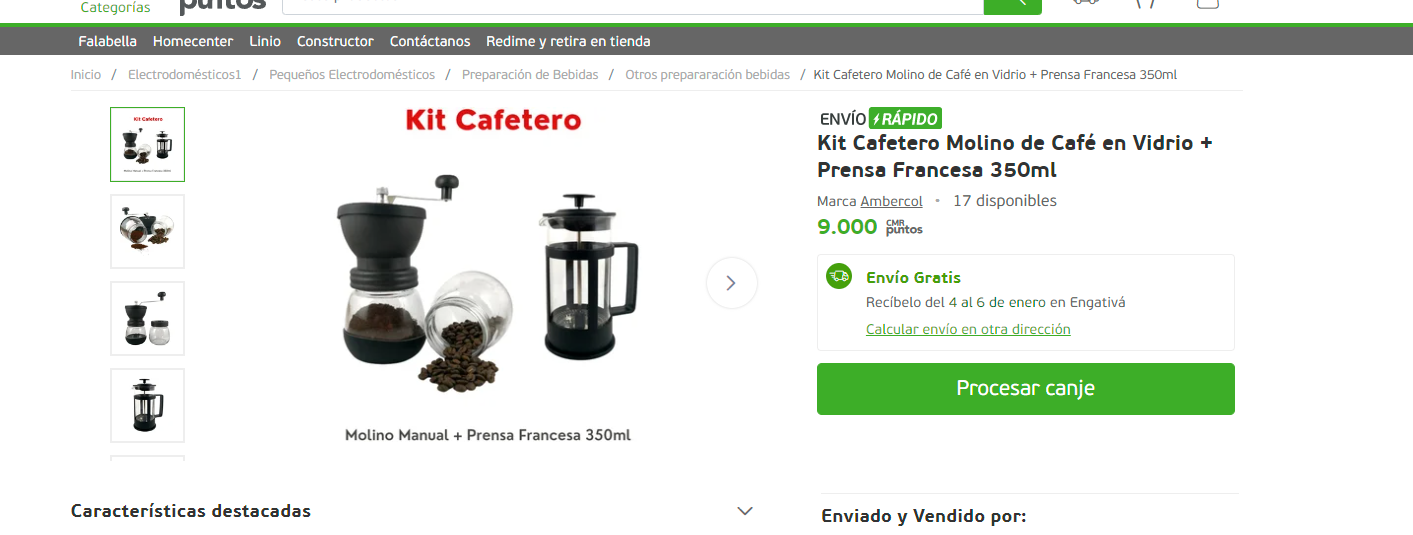 Categorías
puntos
Falabella Homecenter Linio Constructor Contáctanos Redime y retira en tienda
Inicio / Electrodomésticos1 / Pequeños Electrodomésticos / Preparación de Bebidas / Otros prepararación bebidas / Kit Cafetero Molino de Café en Vidrio + Prensa Francesa 350ml
Kit Cafetero
Molino Manual + Prensa Francesa 350ml
ENVÍO RÁPIDO
Kit Cafetero Molino de Café en Vidrio +
Prensa Francesa 350ml
Marca Ambercol • 17 disponibles
9.000 CMR puntos
Envío Gratis
Recíbelo del 4 al 6 de enero en Engativá
Calcular envío en otra dirección
Procesar canje
Características destacadas
Enviado y Vendido por: